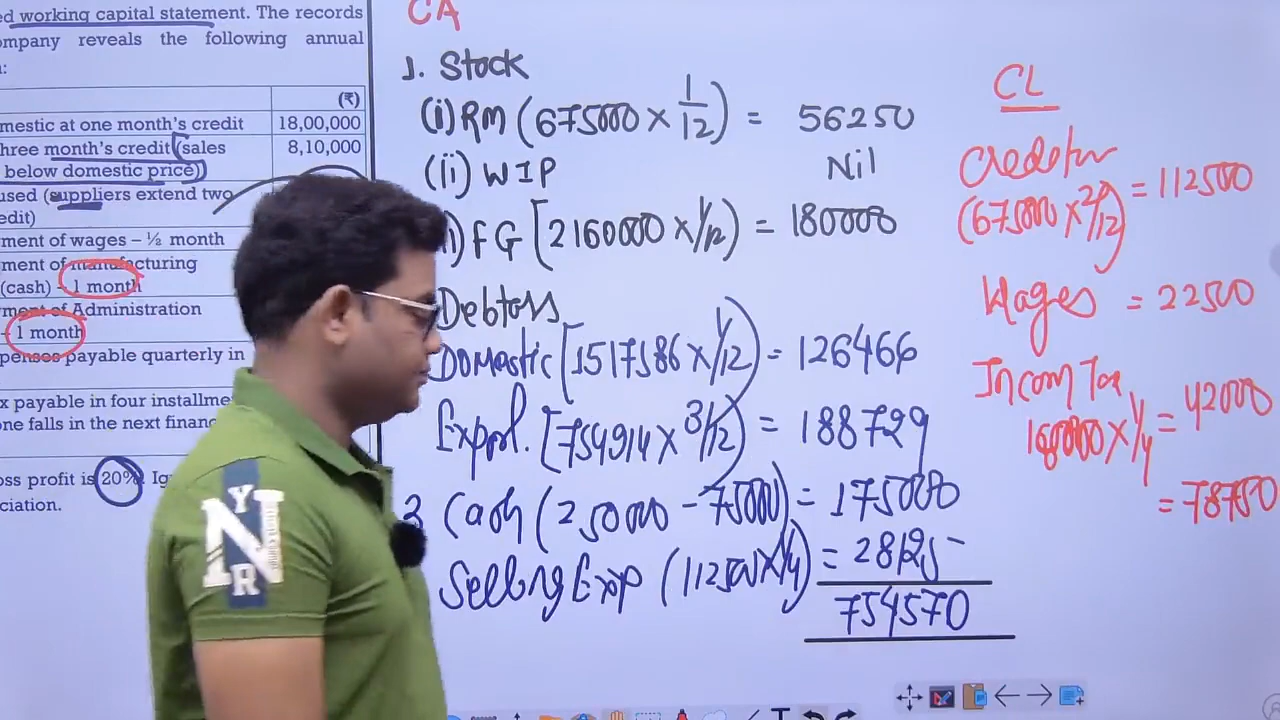 ed working capital statement. The records
ompany reveals the following annual
:
(₹)
mestic at one month's credit 18,00,000
hree month's credit (sales 8,10,000
below domestic price))
used (suppliers extend two
edit)
ment of wages – ½ month
ment of manufacturing
(cash) – 1 month
ment of Administration
– 1 month
penses payable quarterly in
x payable in four installme
one falls in the next financ
oss profit is 20%. Ig
ciation.
CA
1. Stock
(i) RM (675000 × 1/12) = 56250
(ii) WIP Nil
) FG [2160000 × 1/12) = 180000
Debtors
Domestic [1517586 × 1/12) = 126466
Export. [754914 × 3/12) = 188729
3 Cash (250000 - 75000) = 175000
Selling Exp (112500 × 1/4) = 28125
754570
CL
Creditor
(675000 × 2/12) = 112500
Wages = 22500
Incom Tax
168000 × 1/4 = 42000
= 78750
Y
N
R